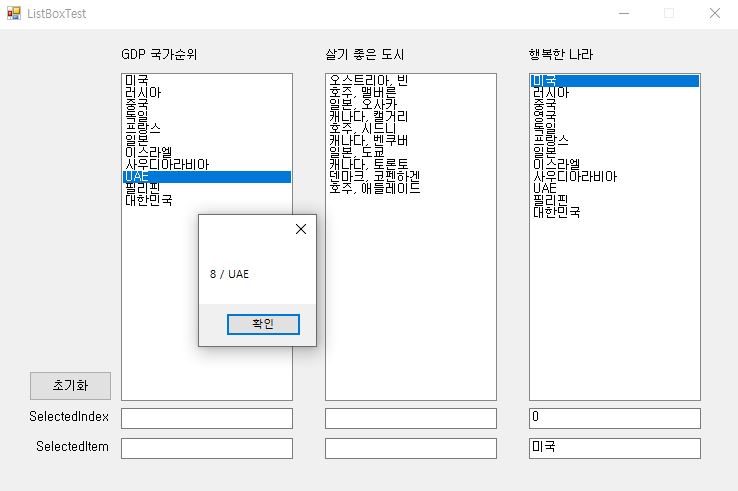 ListBoxTest
GDP 국가순위
미국
러시아
중국
독일
프랑스
일본
이스라엘
사우디아라비아
UAE
필리핀
대한민국
살기 좋은 도시
오스트리아, 빈
호주, 맬버른
일본, 오사카
캐나다, 캘거리
호주, 시드니
캐나다, 벤쿠버
일본, 도쿄
캐나다, 토론토
덴마크, 코펜하겐
호주, 애들레이드
행복한 나라
미국
러시아
중국
영국
독일
프랑스
일본
이스라엘
사우디아라비아
UAE
필리핀
대한민국
8 / UAE
확인
초기화
SelectedIndex
0
SelectedItem
미국